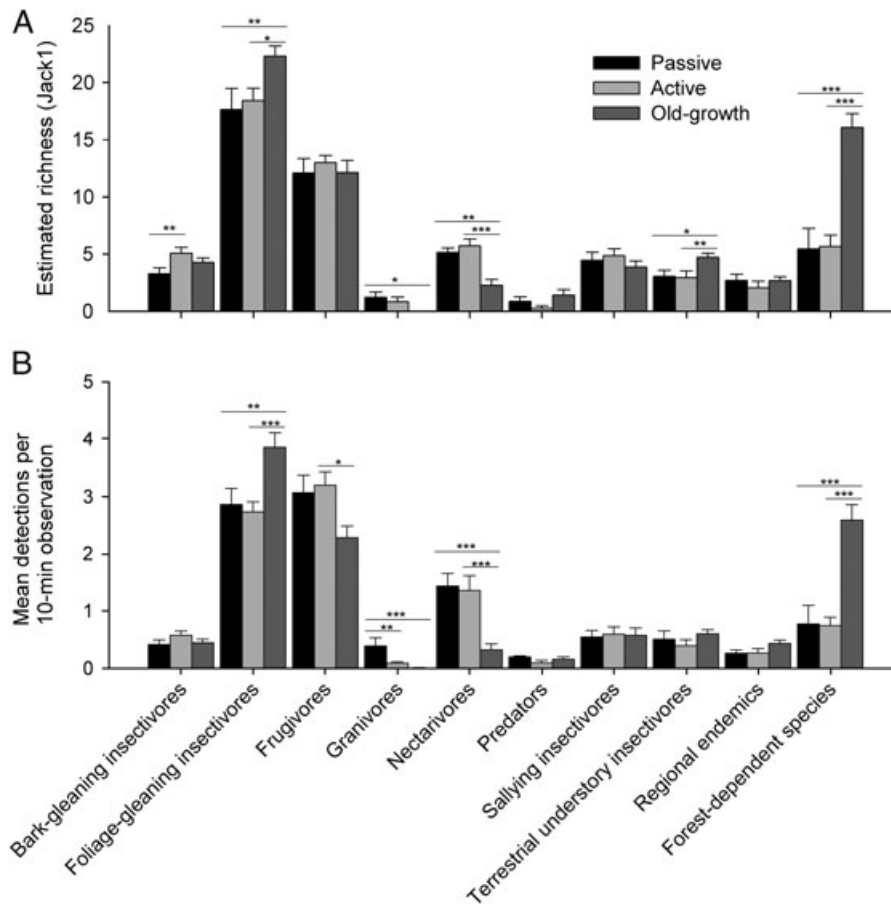 A
Estimated richness (Jack1)
25
20
15
10
5
0
Passive
Active
Old-growth
**
**
*
*
**
***
*
**
***
***
B
Mean detections per
10-min observation
5
4
3
2
1
0
**
***
*
***
**
***
***
***
***
Bark-gleaning insectivores
Foliage-gleaning insectivores
Frugivores
Granivores
Nectarivores
Predators
Sallying insectivores
Terrestrial understory insectivores
Regional endemics
Forest-dependent species